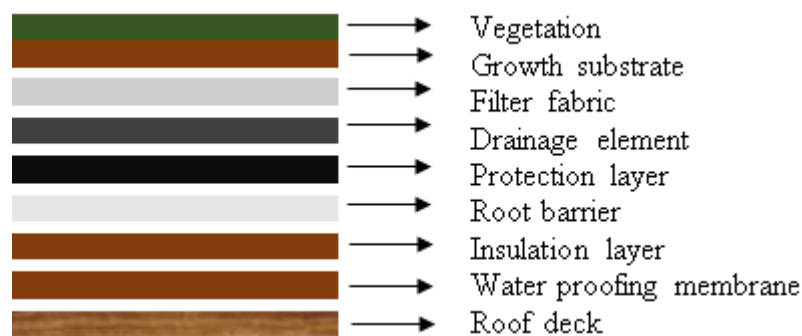 Vegetation
Growth substrate
Filter fabric
Drainage element
Protection layer
Root barrier
Insulation layer
Water proofing membrane
Roof deck